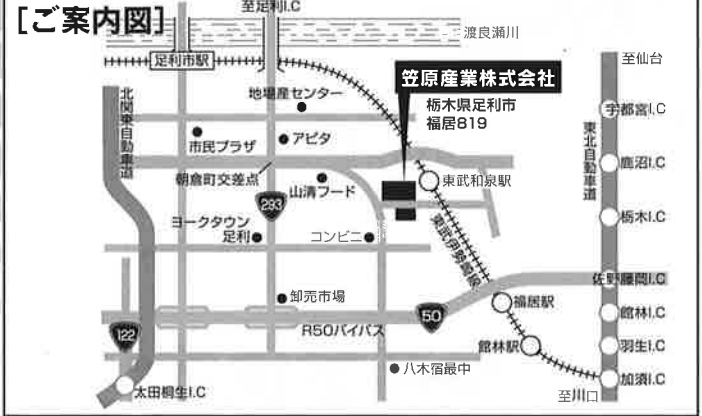 [ご案内図]
至足利I.C
渡良瀬川
足利市駅
至仙台
笠原産業株式会社
栃木県足利市
福居819
北関東自動車道
地場産センター
宇都宮I.C
東北自動車道
市民プラザ
アピタ
鹿沼I.C
朝倉町交差点
山清フード
東武和泉駅
293
ヨークタウン
足利
コンビニ
東武伊勢崎線
栃木I.C
佐野藤岡I.C
卸売市場
福居駅
50
R50バイパス
館林I.C
122
館林駅
羽生I.C
八木宿最中
太田桐生I.C
加須I.C
至川口